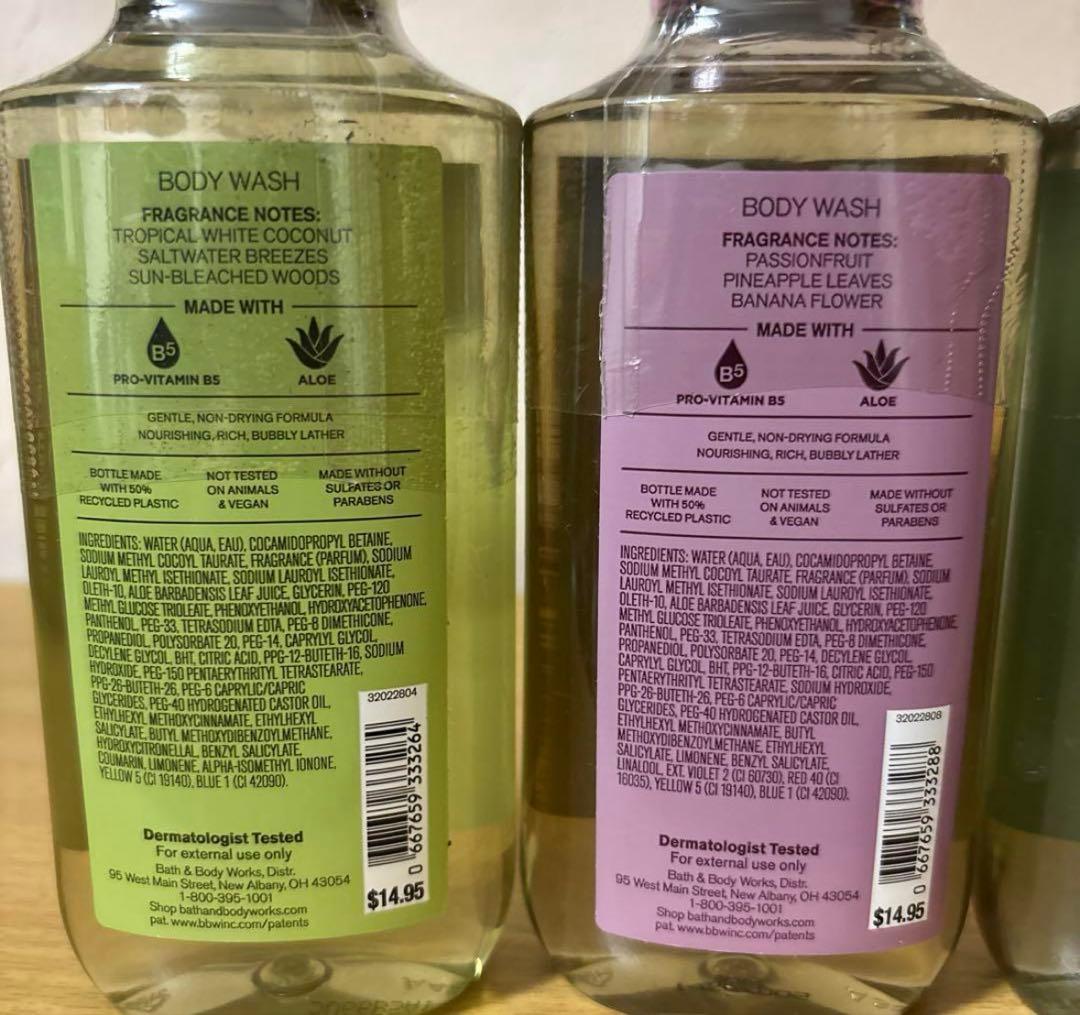 BODY WASH
FRAGRANCE NOTES:
TROPICAL WHITE COCONUT
SALTWATER BREEZES
SUN-BLEACHED WOODS
MADE WITH
B5
PRO-VITAMIN B5
ALOE
GENTLE, NON-DRYING FORMULA
NOURISHING, RICH, BUBBLY LATHER
BOTTLE MADE
WITH 50%
RECYCLED PLASTIC
NOT TESTED
ON ANIMALS
& VEGAN
MADE WITHOUT
SULFATES OR
PARABENS
INGREDIENTS: WATER (AQUA, EAU), COCAMIDOPROPYL BETAINE,
SODIUM METHYL COCOYL TAURATE, FRAGRANCE (PARFUM), SODIUM
LAUROYL METHYL ISETHIONATE, SODIUM LAUROYL ISETHIONATE,
OLETH-10, ALOE BARBADENSIS LEAF JUICE, GLYCERIN, PEG-120
METHYL GLUCOSE TRIOLEATE, PHENOXYETHANOL, HYDROXYACETOPHENONE,
PANTHENOL, PEG-33, TETRASODIUM EDTA, PEG-8 DIMETHICONE,
PROPANEDIOL, POLYSORBATE 20, PEG-14, CAPRYLYL GLYCOL,
DECYLENE GLYCOL, BHT, CITRIC ACID, PPG-12-BUTETH-16, SODIUM
HYDROXIDE, PEG-150 PENTAERYTHRITYL TETRASTEARATE,
PPG-26-BUTETH-26, PEG-6 CAPRYLIC/CAPRIC
GLYCERIDES, PEG-40 HYDROGENATED CASTOR OIL,
ETHYLHEXYL METHOXYCINNAMATE, ETHYLHEXYL
SALICYLATE, BUTYL METHOXYDIBENZOYLMETHANE,
HYDROXYCITRONELLAL, BENZYL SALICYLATE,
COUMARIN, LIMONENE, ALPHA-ISOMETHYL IONONE,
YELLOW 5 (CI 19140), BLUE 1 (CI 42090).
32022804
0 667659 333264
$14.95
Dermatologist Tested
For external use only
Bath & Body Works, Distr.
95 West Main Street, New Albany, OH 43054
1-800-395-1001
Shop bathandbodyworks.com
pat. www.bbwinc.com/patents
BODY WASH
FRAGRANCE NOTES:
PASSIONFRUIT
PINEAPPLE LEAVES
BANANA FLOWER
MADE WITH
B5
PRO-VITAMIN B5
ALOE
GENTLE, NON-DRYING FORMULA
NOURISHING, RICH, BUBBLY LATHER
BOTTLE MADE
WITH 50%
RECYCLED PLASTIC
NOT TESTED
ON ANIMALS
& VEGAN
MADE WITHOUT
SULFATES OR
PARABENS
INGREDIENTS: WATER (AQUA, EAU), COCAMIDOPROPYL BETAINE,
SODIUM METHYL COCOYL TAURATE, FRAGRANCE (PARFUM), SODIUM
LAUROYL METHYL ISETHIONATE, SODIUM LAUROYL ISETHIONATE,
OLETH-10, ALOE BARBADENSIS LEAF JUICE, GLYCERIN, PEG-120
METHYL GLUCOSE TRIOLEATE, PHENOXYETHANOL, HYDROXYACETOPHENONE,
PANTHENOL, PEG-33, TETRASODIUM EDTA, PEG-8 DIMETHICONE,
PROPANEDIOL, POLYSORBATE 20, PEG-14, DECYLENE GLYCOL,
CAPRYLYL GLYCOL, BHT, PPG-12-BUTETH-16, CITRIC ACID, PEG-150
PENTAERYTHRITYL TETRASTEARATE, SODIUM HYDROXIDE,
PPG-26-BUTETH-26, PEG-6 CAPRYLIC/CAPRIC
GLYCERIDES, PEG-40 HYDROGENATED CASTOR OIL,
ETHYLHEXYL METHOXYCINNAMATE, BUTYL
METHOXYDIBENZOYLMETHANE, ETHYLHEXYL
SALICYLATE, LIMONENE, BENZYL SALICYLATE,
LINALOOL, EXT. VIOLET 2 (CI 60730), RED 40 (CI
16035), YELLOW 5 (CI 19140), BLUE 1 (CI 42090).
32022808
0 667659 333288
$14.95
Dermatologist Tested
For external use only
Bath & Body Works, Distr.
95 West Main Street, New Albany, OH 43054
1-800-395-1001
Shop bathandbodyworks.com
pat. www.bbwinc.com/patents